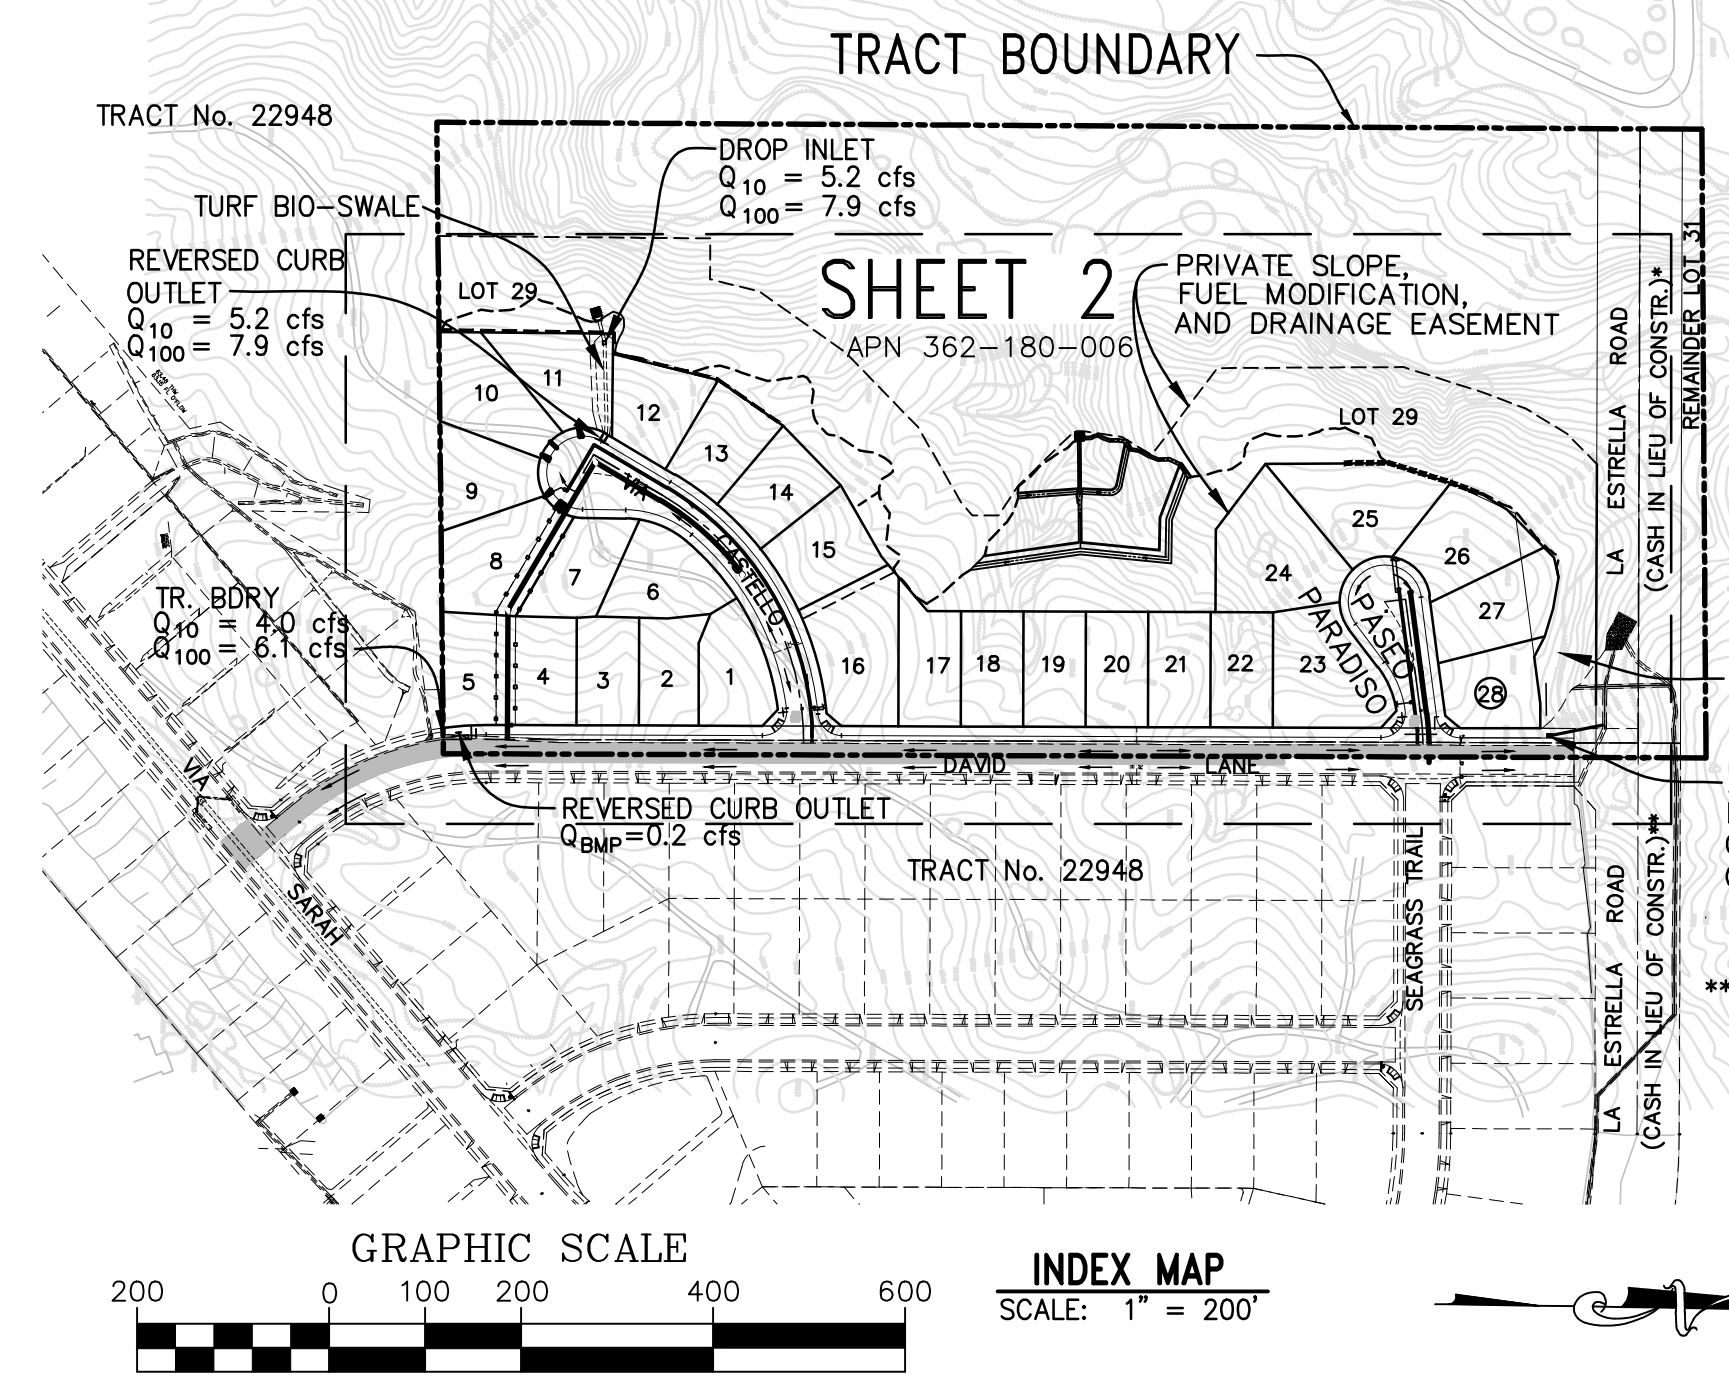 TRACT BOUNDARY
TRACT No. 22948
DROP INLET
Q10 = 5.2 cfs
Q100 = 7.9 cfs
TURF BIO-SWALE
REVERSED CURB
OUTLET
Q10 = 5.2 cfs
Q100 = 7.9 cfs
LOT 29
SHEET 2
APN 362-180-006
PRIVATE SLOPE,
FUEL MODIFICATION,
AND DRAINAGE EASEMENT
LOT 29
LA ESTRELLA ROAD
(CASH IN LIEU OF CONSTR.)*
REMAINDER LOT 31
10
11
12
13
14
15
9
8
7
6
5
4
3
2
1
16
17
18
19
20
21
22
23
24
25
26
27
28
VIA
CASTELLO
PASEO
PARADISO
TR. BDRY
Q10 = 4.0 cfs
Q100 = 6.1 cfs
DAVID LANE
VIA
SARAH
REVERSED CURB OUTLET
QBMP=0.2 cfs
TRACT No. 22948
SEAGRASS TRAIL
LA ESTRELLA ROAD
(CASH IN LIEU OF CONSTR.)**
**
GRAPHIC SCALE
200 0 100 200 400 600
INDEX MAP
SCALE: 1" = 200'